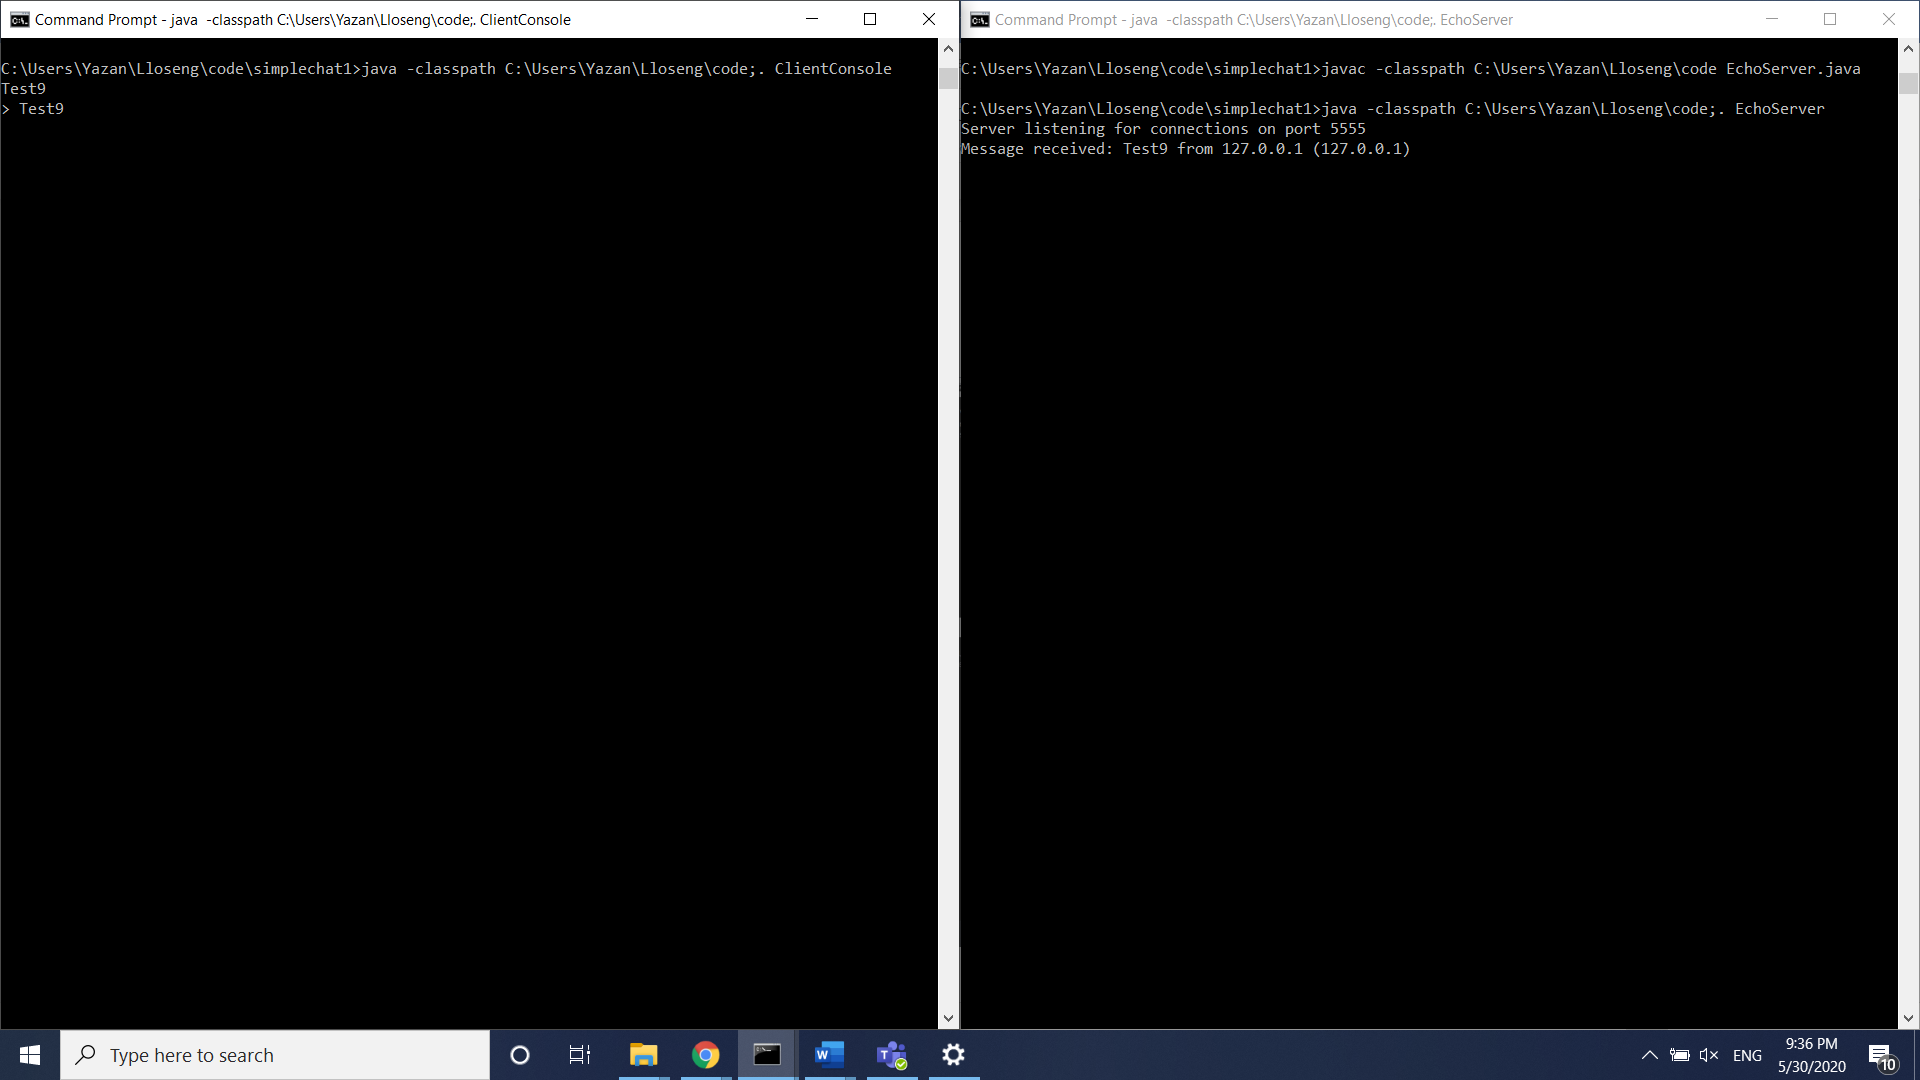 Command Prompt - java  -classpath C:\Users\Yazan\Lloseng\code;. ClientConsole
C:\Users\Yazan\Lloseng\code\simplechat1>java -classpath C:\Users\Yazan\Lloseng\code;. ClientConsole
Test9
> Test9
Command Prompt - java  -classpath C:\Users\Yazan\Lloseng\code;. EchoServer
C:\Users\Yazan\Lloseng\code\simplechat1>javac -classpath C:\Users\Yazan\Lloseng\code EchoServer.java
C:\Users\Yazan\Lloseng\code\simplechat1>java -classpath C:\Users\Yazan\Lloseng\code;. EchoServer
Server listening for connections on port 5555
Message received: Test9 from 127.0.0.1 (127.0.0.1)
Type here to search
ENG
9:36 PM
5/30/2020
10